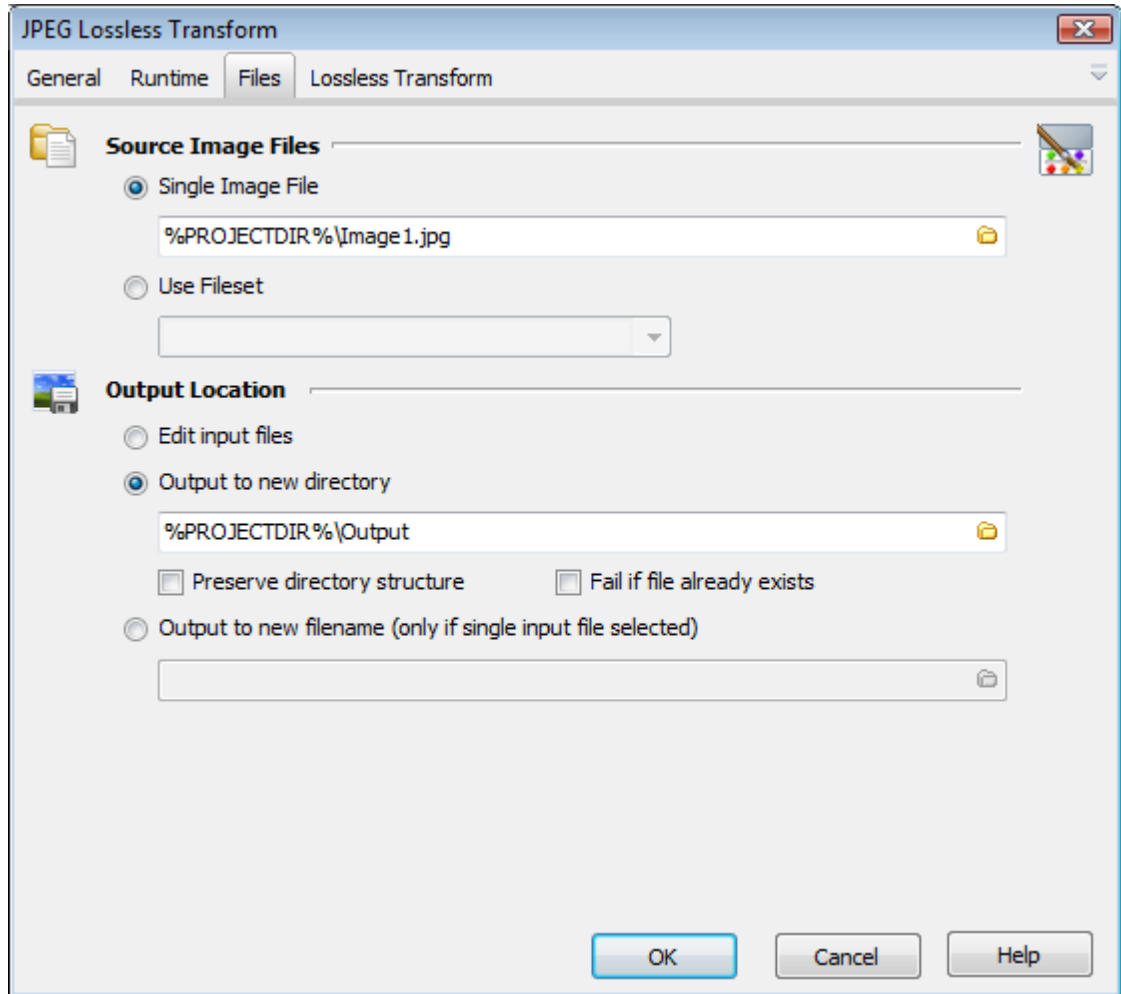 JPEG Lossless Transform
General Runtime Files Lossless Transform
Source Image Files
Single Image File
%PROJECTDIR%\Image1.jpg
Use Fileset
Output Location
Edit input files
Output to new directory
%PROJECTDIR%\Output
Preserve directory structure Fail if file already exists
Output to new filename (only if single input file selected)
OK Cancel Help